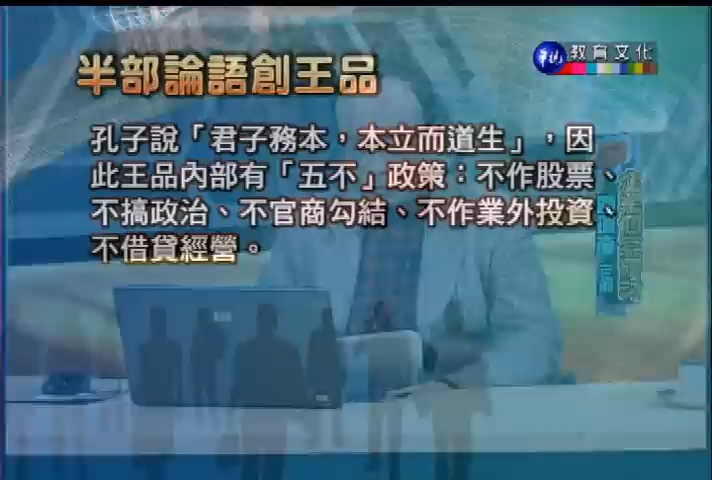 半部論語創王品
華視 教育文化
孔子說「君子務本，本立而道生」，因
此王品內部有「五不」政策：不作股票、
不搞政治、不官商勾結、不作業外投資、
不借貸經營。